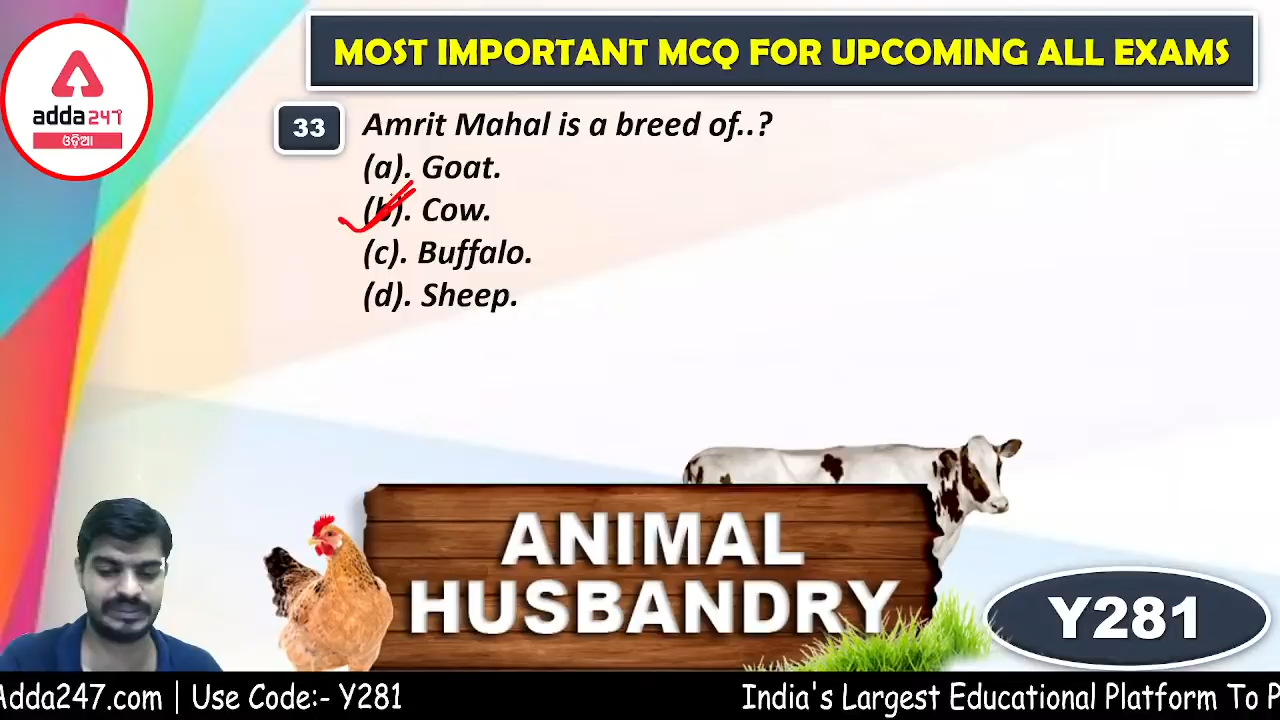 MOST IMPORTANT MCQ FOR UPCOMING ALL EXAMS
adda247
ଓଡ଼ିଆ
33
Amrit Mahal is a breed of..?
(a). Goat.
(b). Cow.
(c). Buffalo.
(d). Sheep.
ANIMAL
HUSBANDRY
Y281
Adda247.com | Use Code:- Y281
India's Largest Educational Platform To P